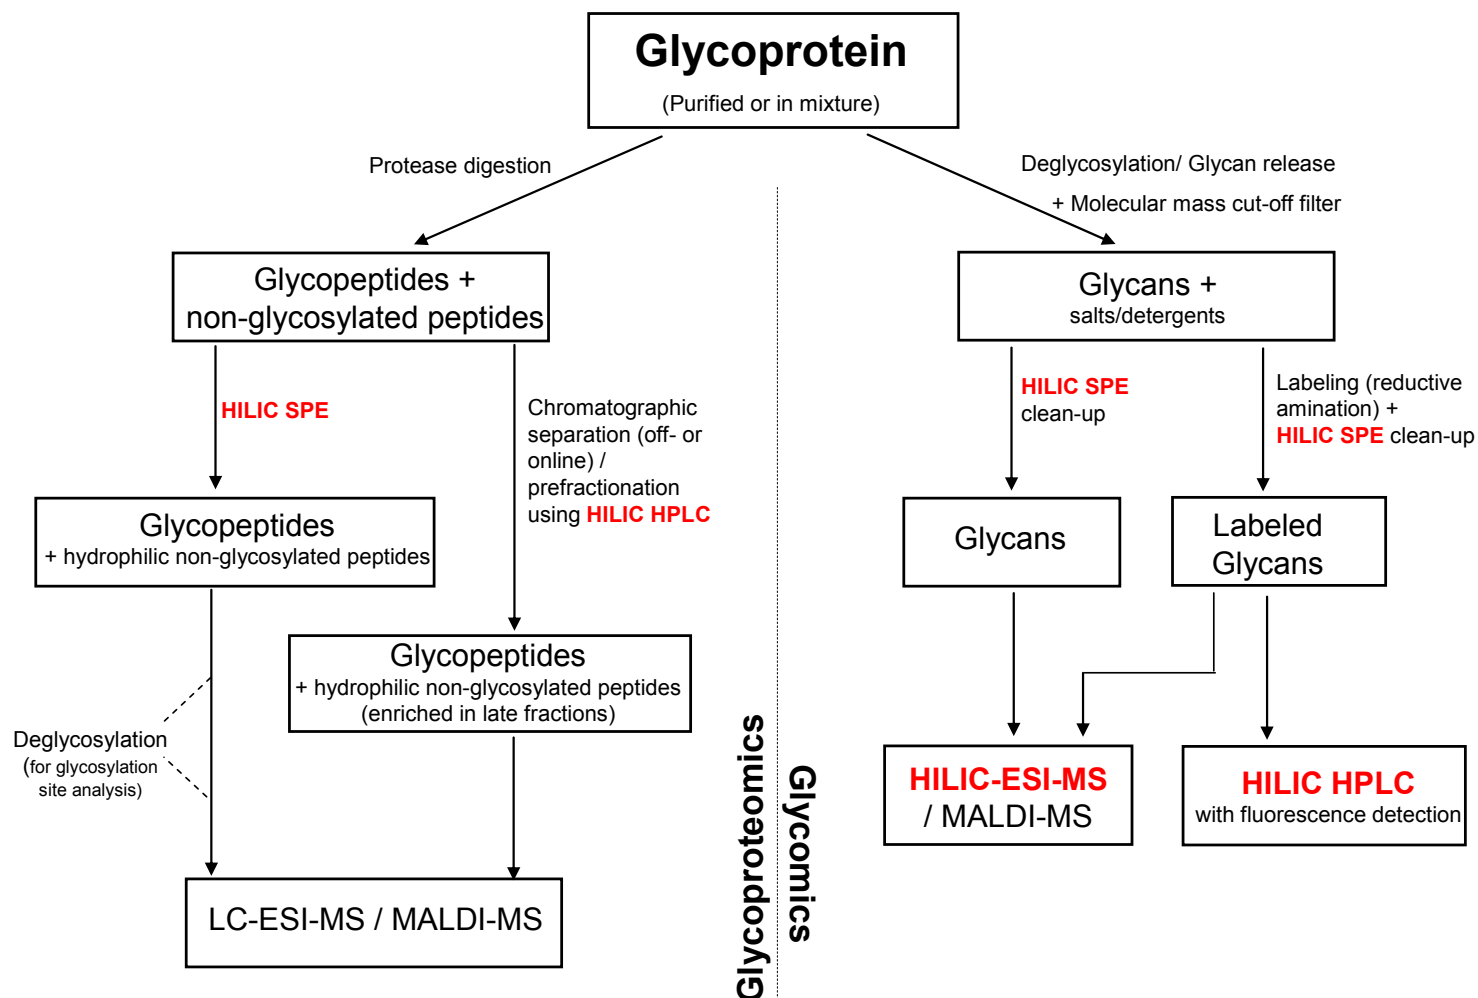 Glycoprotein
(Purified or in mixture)
Protease digestion
Deglycosylation/ Glycan release
+ Molecular mass cut-off filter
Glycopeptides +
non-glycosylated peptides
Glycans +
salts/detergents
HILIC SPE
Chromatographic
separation (off- or
online) /
prefractionation
using HILIC HPLC
HILIC SPE
clean-up
Labeling (reductive
amination) +
HILIC SPE clean-up
Glycopeptides
+ hydrophilic non-glycosylated peptides
Glycans
Labeled
Glycans
Glycopeptides
+ hydrophilic non-glycosylated peptides
(enriched in late fractions)
Deglycosylation
(for glycosylation
site analysis)
LC-ESI-MS / MALDI-MS
Glycoproteomics
Glycomics
HILIC-ESI-MS
/ MALDI-MS
HILIC HPLC
with fluorescence detection